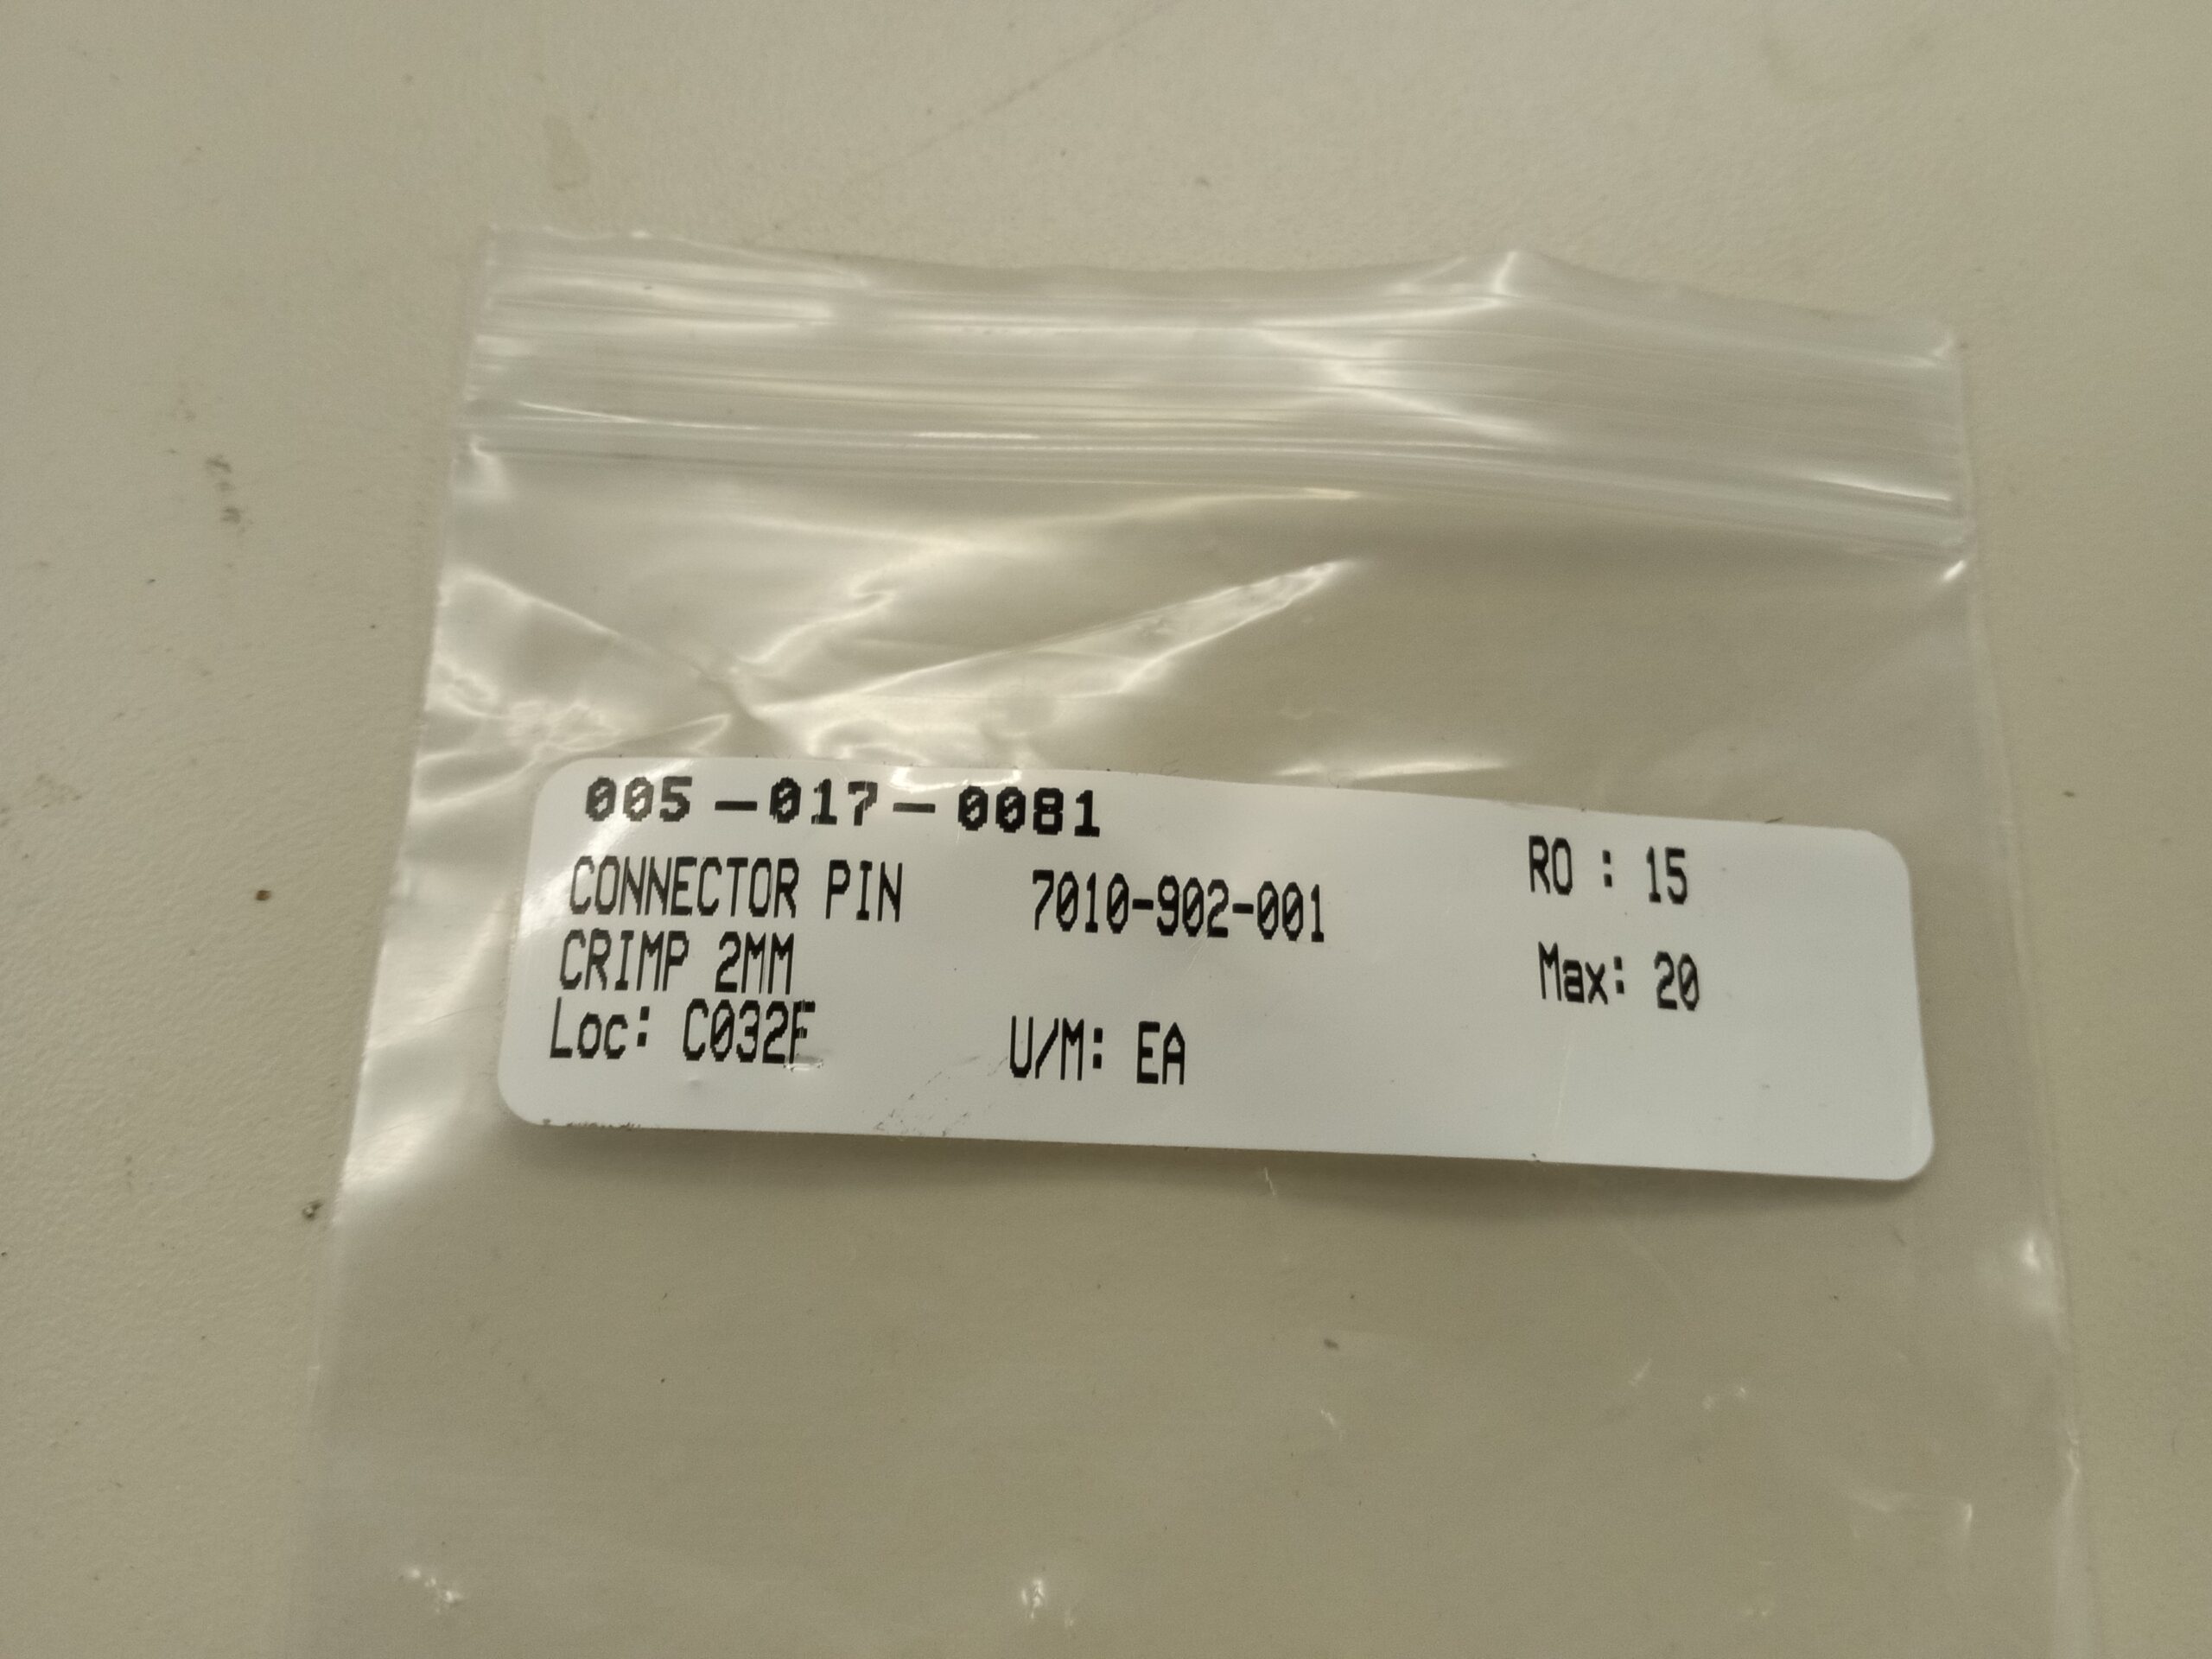 005-017-0081
CONNECTOR PIN 7010-902-001 RO : 15
CRIMP 2MM Max: 20
Loc: C032F U/M: EA